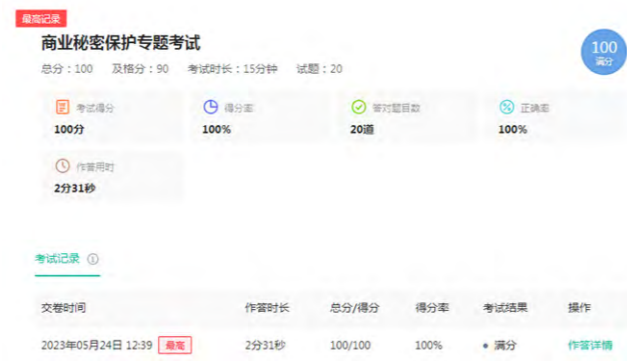 最高记录
商业秘密保护专题考试
总分：100 及格分：90 考试时长：15分钟 试题：20
100
满分
考试得分 得分率 答对题目数 正确率
100分 100% 20道 100%
作答用时
2分31秒
考试记录
交卷时间 作答时长 总分/得分 得分率 考试结果 操作
2023年05月24日 12:39 最高 2分31秒 100/100 100% 满分 作答详情